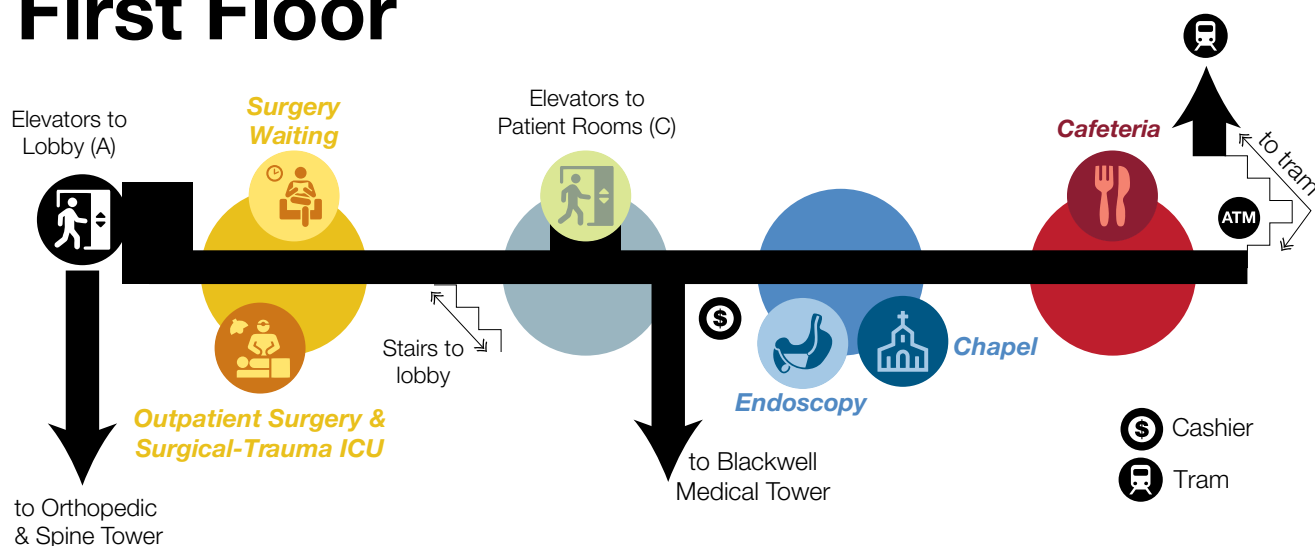 First Floor
Elevators to
Lobby (A)
Surgery
Waiting
Elevators to
Patient Rooms (C)
Cafeteria
to tram
ATM
$
Stairs to
lobby
Chapel
Endoscopy
Outpatient Surgery &
Surgical-Trauma ICU
to Blackwell
Medical Tower
$ Cashier
Tram
to Orthopedic
& Spine Tower